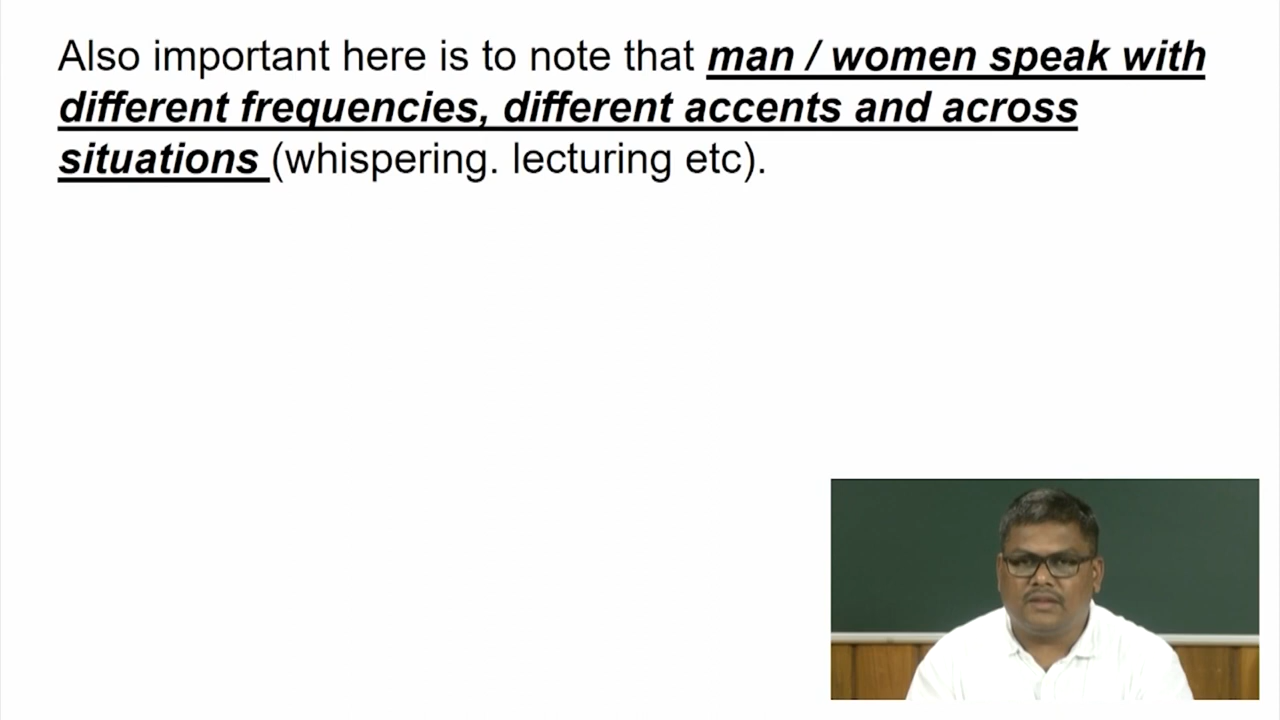 Also important here is to note that man / women speak with
different frequencies, different accents and across
situations (whispering. lecturing etc).